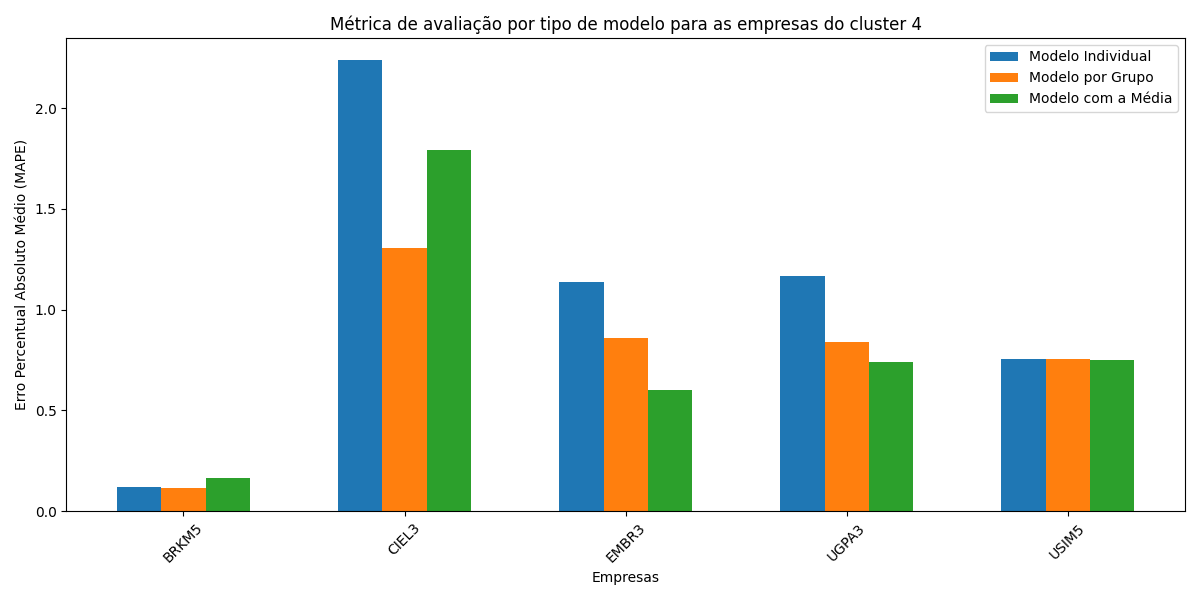 Métrica de avaliação por tipo de modelo para as empresas do cluster 4
Modelo Individual
Modelo por Grupo
Modelo com a Média
Erro Percentual Absoluto Médio (MAPE)
2.0
1.5
1.0
0.5
0.0
BRKM5
CIEL3
EMBR3
UGPA3
USIM5
Empresas